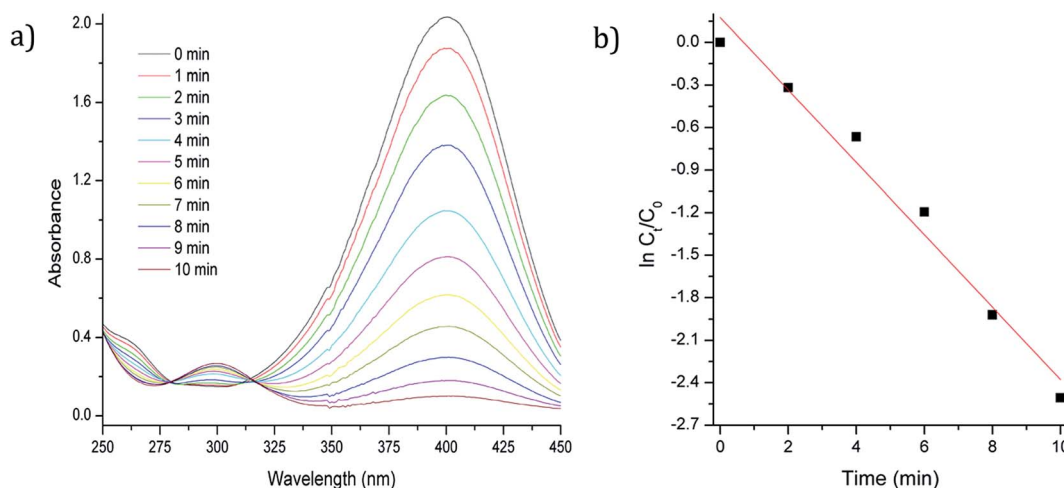 a)
2.0
1.6
1.2
0.8
0.4
0.0
Absorbance
0 min
1 min
2 min
3 min
4 min
5 min
6 min
7 min
8 min
9 min
10 min
250 275 300 325 350 375 400 425 450
Wavelength (nm)
b)
0.0
-0.3
-0.6
-0.9
-1.2
-1.5
-1.8
-2.1
-2.4
-2.7
ln Ct/C0
0 2 4 6 8 10
Time (min)